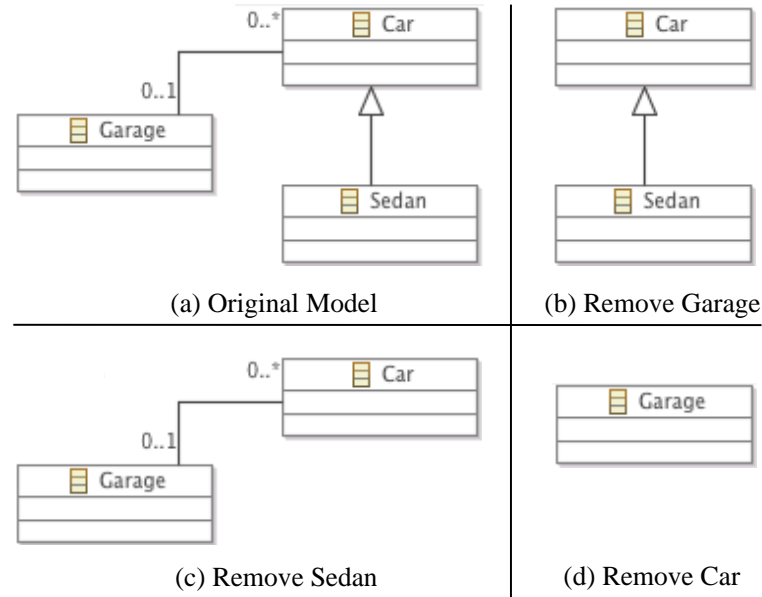 0..*
Car
0..1
Garage
Sedan
(a) Original Model
Car
Sedan
(b) Remove Garage
0..*
Car
0..1
Garage
(c) Remove Sedan
Garage
(d) Remove Car